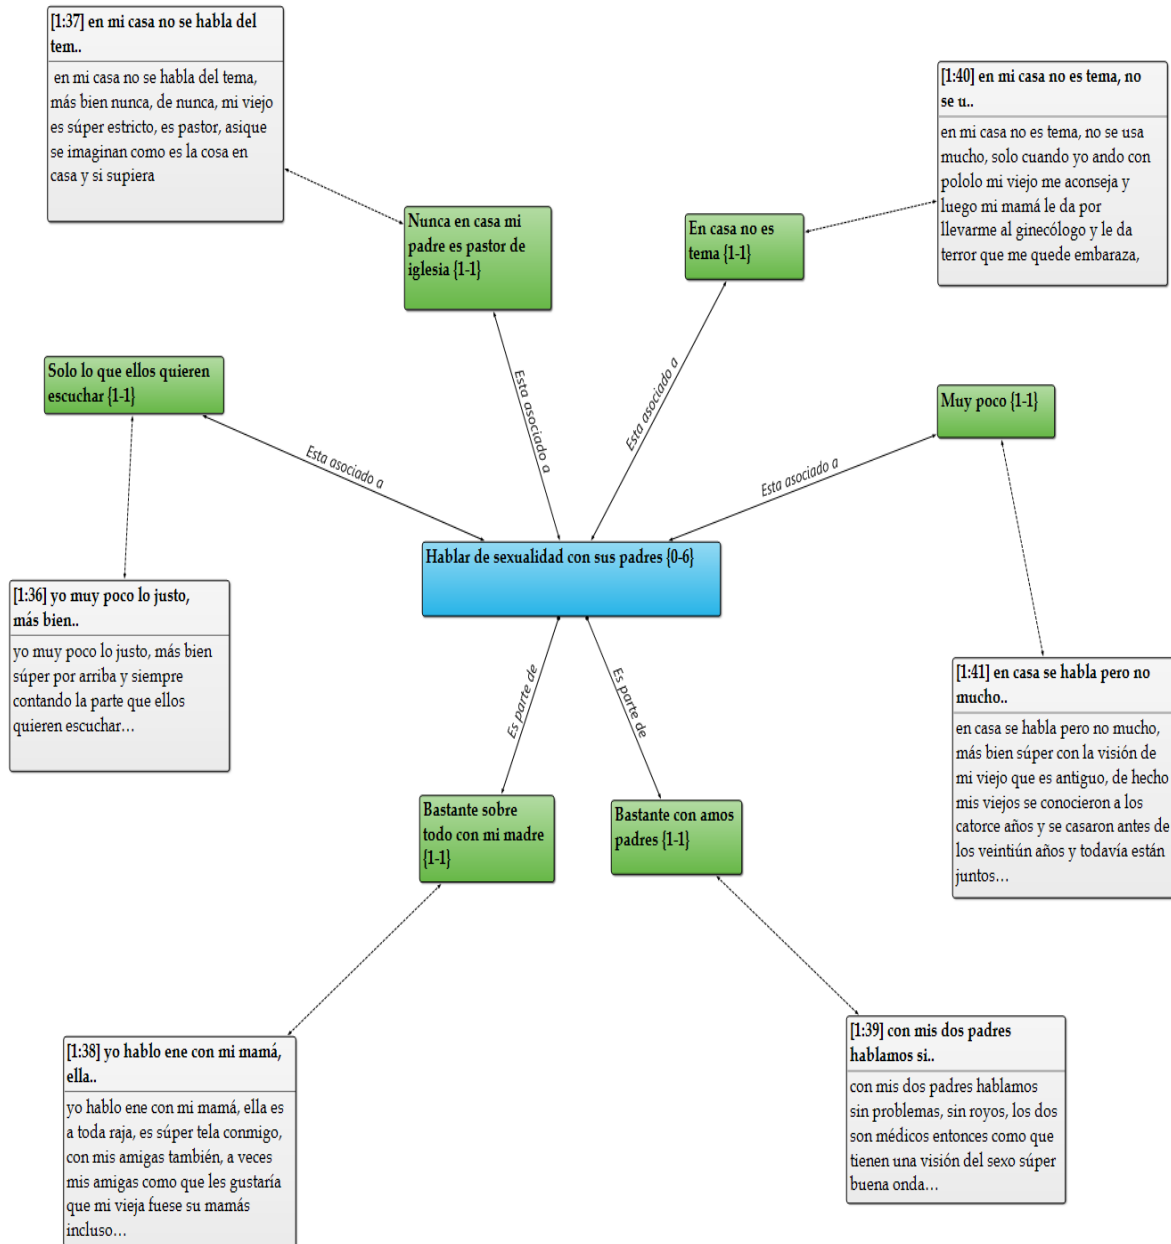 [1:37] en mi casa no se habla del
tem..
en mi casa no se habla del tema,
más bien nunca, de nunca, mi viejo
es súper estricto, es pastor, asique
se imaginan como es la cosa en
casa y si supiera
[1:40] en mi casa no es tema, no
se u..
en mi casa no es tema, no se usa
mucho, solo cuando yo ando con
pololo mi viejo me aconseja y
luego mi mamá le da por
llevarme al ginecólogo y le da
terror que me quede embaraza,
Nunca en casa mi
padre es pastor de
iglesia {1-1}
En casa no es
tema {1-1}
Solo lo que ellos quieren
escuchar {1-1}
Muy poco {1-1}
Esta asociado a
Esta asociado a
Esta asociado a
Esta asociado a
Hablar de sexualidad con sus padres {0-6}
[1:36] yo muy poco lo justo,
más bien..
yo muy poco lo justo, más bien
súper por arriba y siempre
contando la parte que ellos
quieren escuchar…
[1:41] en casa se habla pero no
mucho..
en casa se habla pero no mucho,
más bien súper con la visión de
mi viejo que es antiguo, de hecho
mis viejos se conocieron a los
catorce años y se casaron antes de
los veintiún años y todavía están
juntos…
Es parte de
Es parte de
Bastante sobre
todo con mi madre
{1-1}
Bastante con amos
padres {1-1}
[1:38] yo hablo ene con mi mamá,
ella..
yo hablo ene con mi mamá, ella es
a toda raja, es súper tela conmigo,
con mis amigas también, a veces
mis amigas como que les gustaría
que mi vieja fuese su mamás
incluso…
[1:39] con mis dos padres
hablamos si..
con mis dos padres hablamos
sin problemas, sin royos, los dos
son médicos entonces como que
tienen una visión del sexo súper
buena onda…